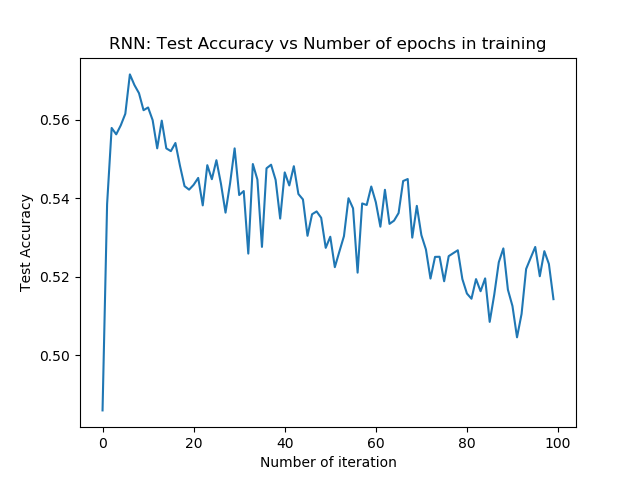 RNN: Test Accuracy vs Number of epochs in training
Test Accuracy
0.56
0.54
0.52
0.50
0 20 40 60 80 100
Number of iteration